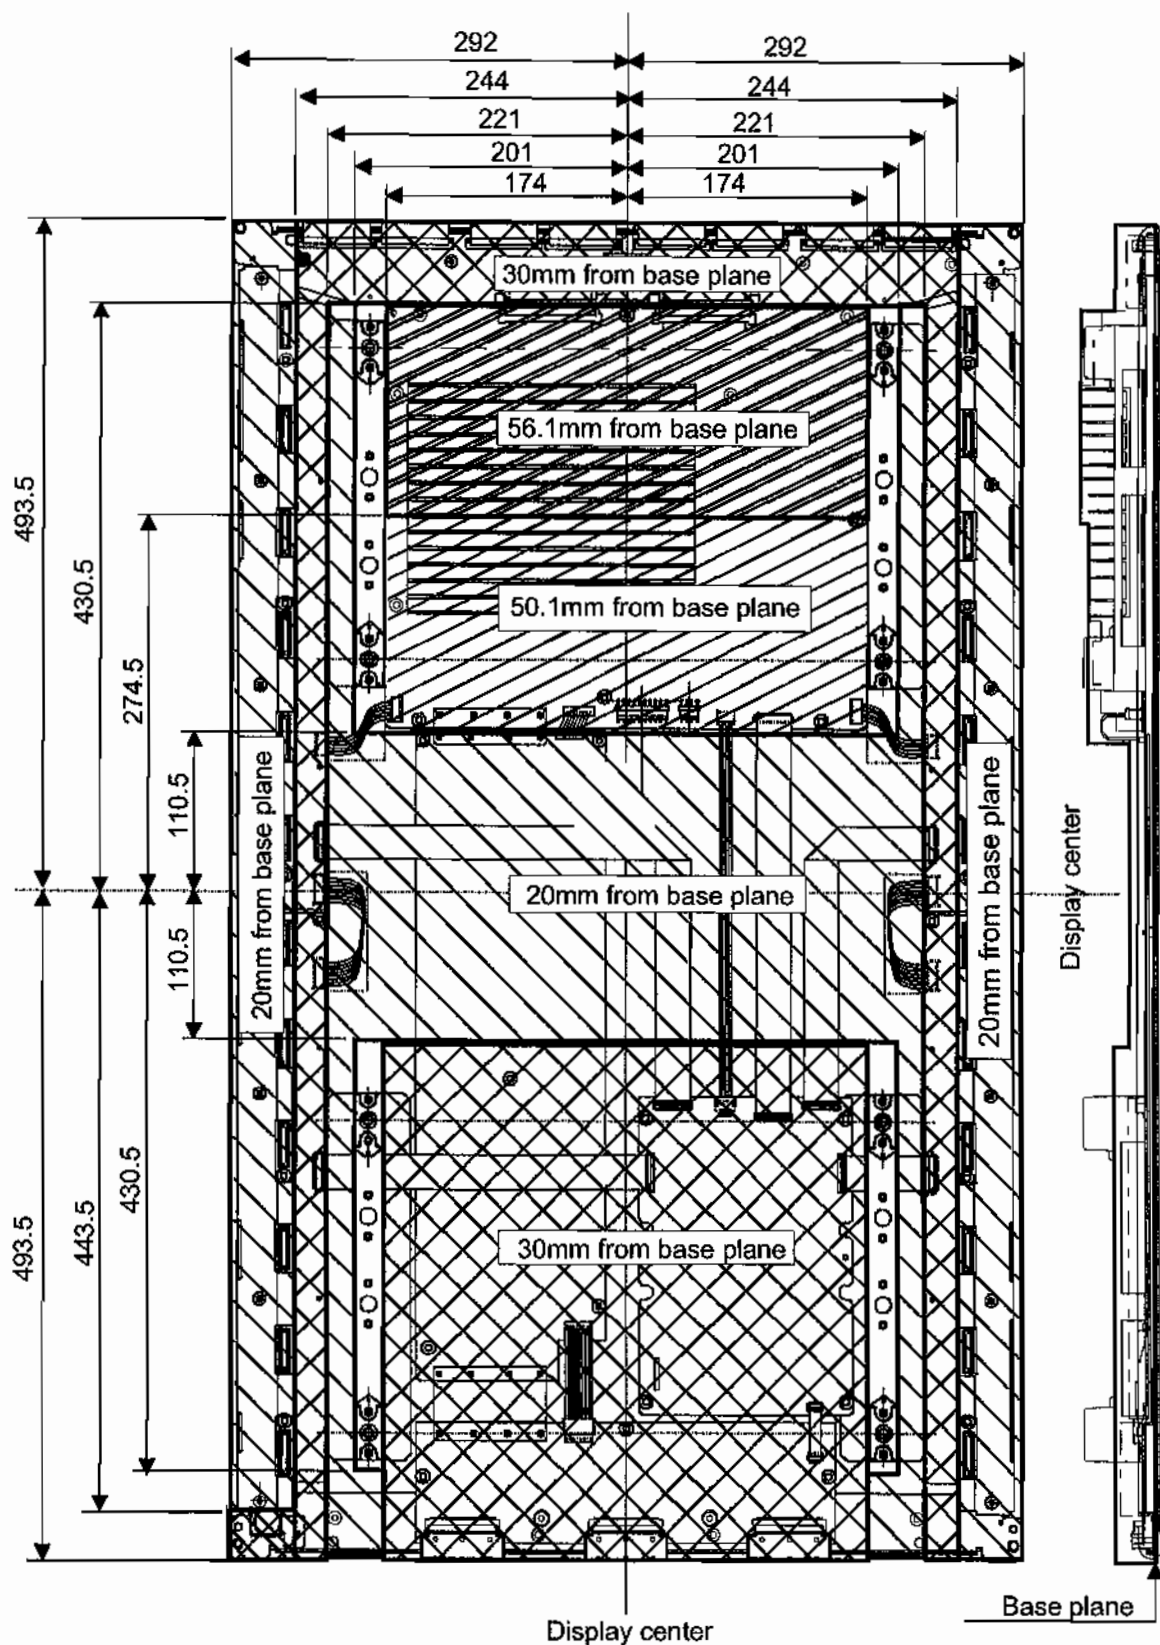 292 292
244 244
221 221
201 201
174 174
30mm from base plane
56.1mm from base plane
50.1mm from base plane
493.5
430.5
274.5
110.5
20mm from base plane
20mm from base plane
20mm from base plane
Display center
110.5
430.5
443.5
493.5
30mm from base plane
Base plane
Display center